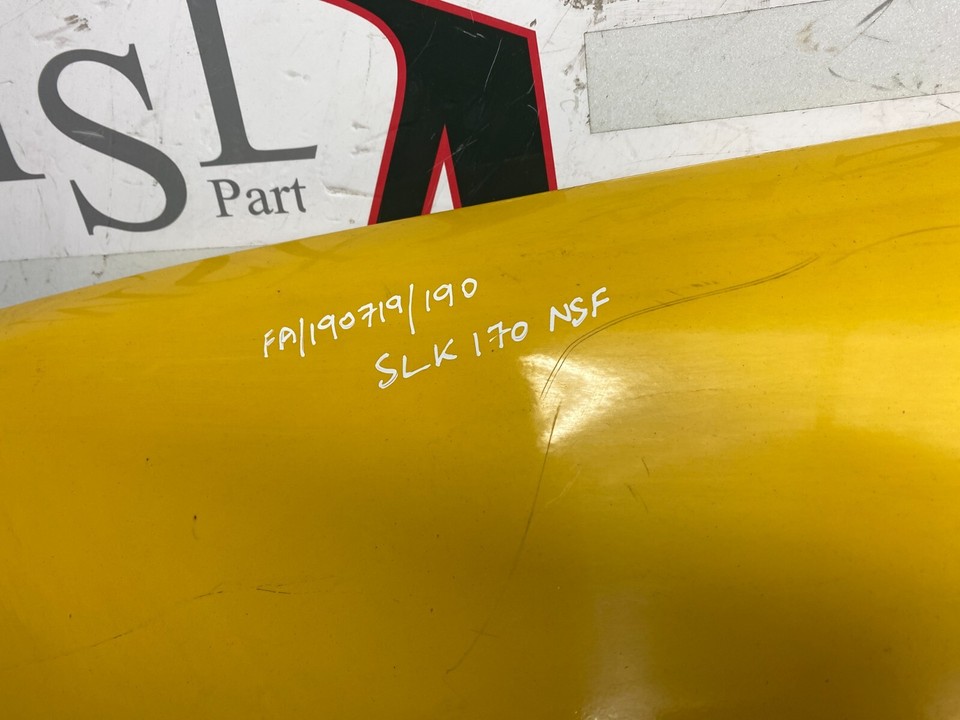 SL
Part
FA/190719/190
SLK 170 NSF